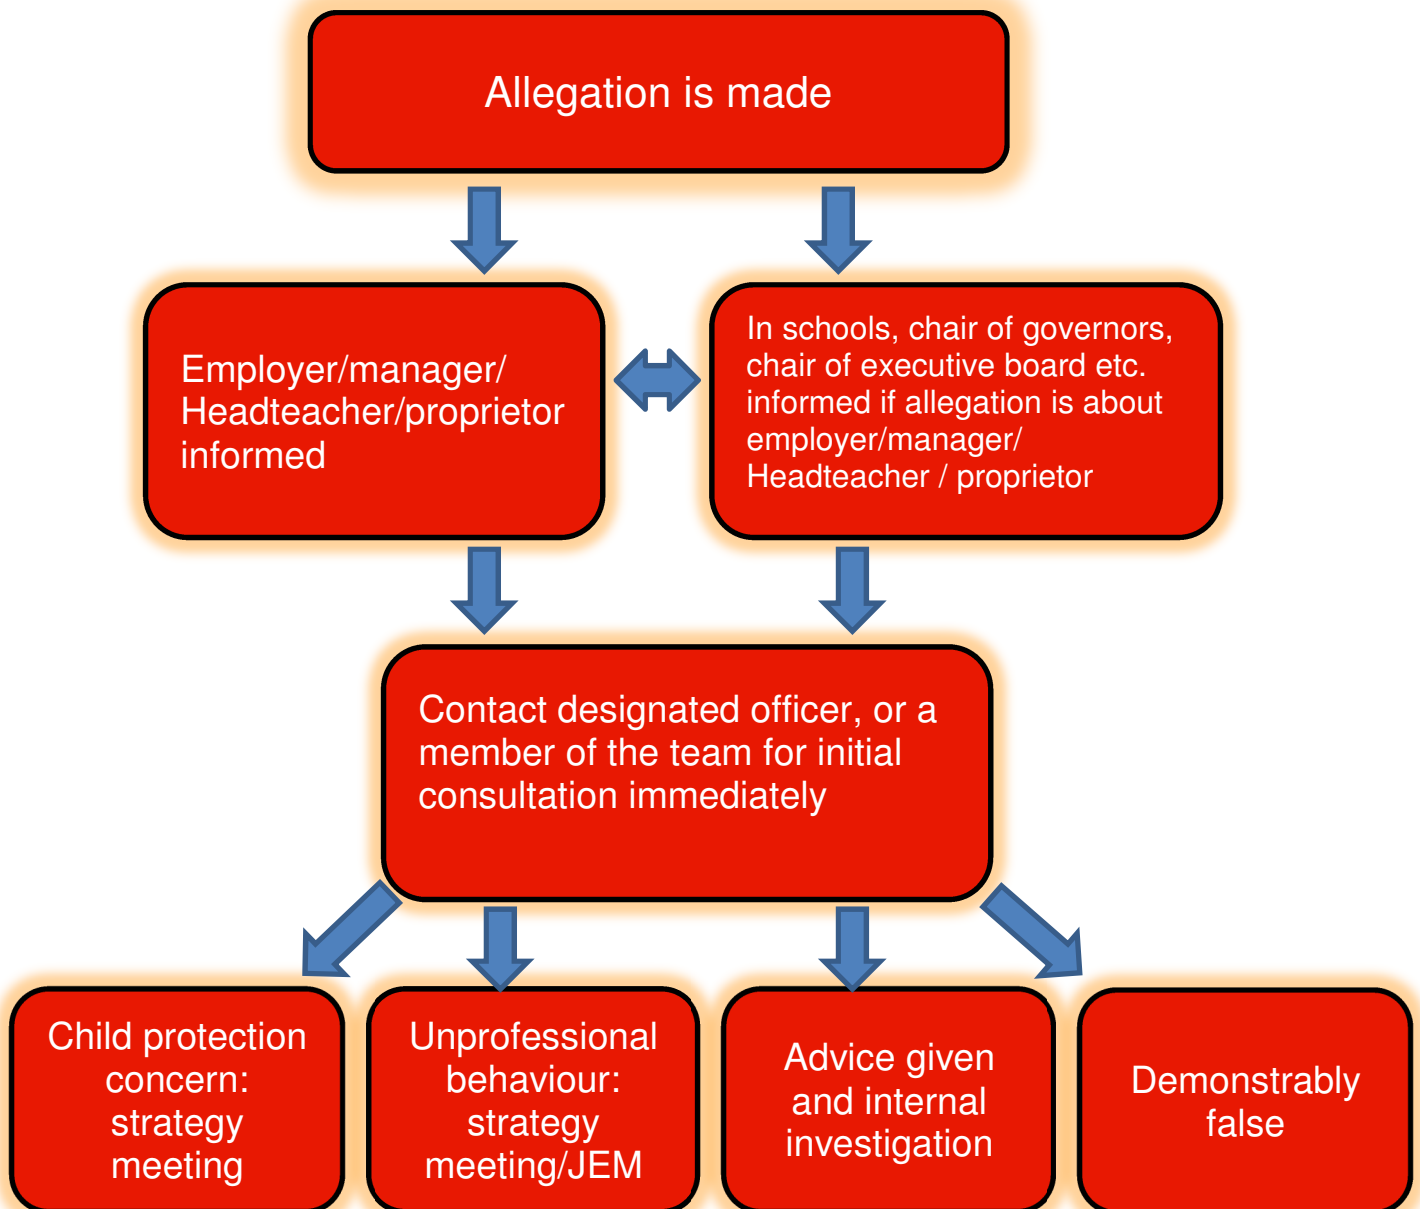 Allegation is made
Employer/manager/
Headteacher/proprietor
informed
In schools, chair of governors,
chair of executive board etc.
informed if allegation is about
employer/manager/
Headteacher / proprietor
Contact designated officer, or a
member of the team for initial
consultation immediately
Child protection
concern:
strategy
meeting
Unprofessional
behaviour:
strategy
meeting/JEM
Advice given
and internal
investigation
Demonstrably
false